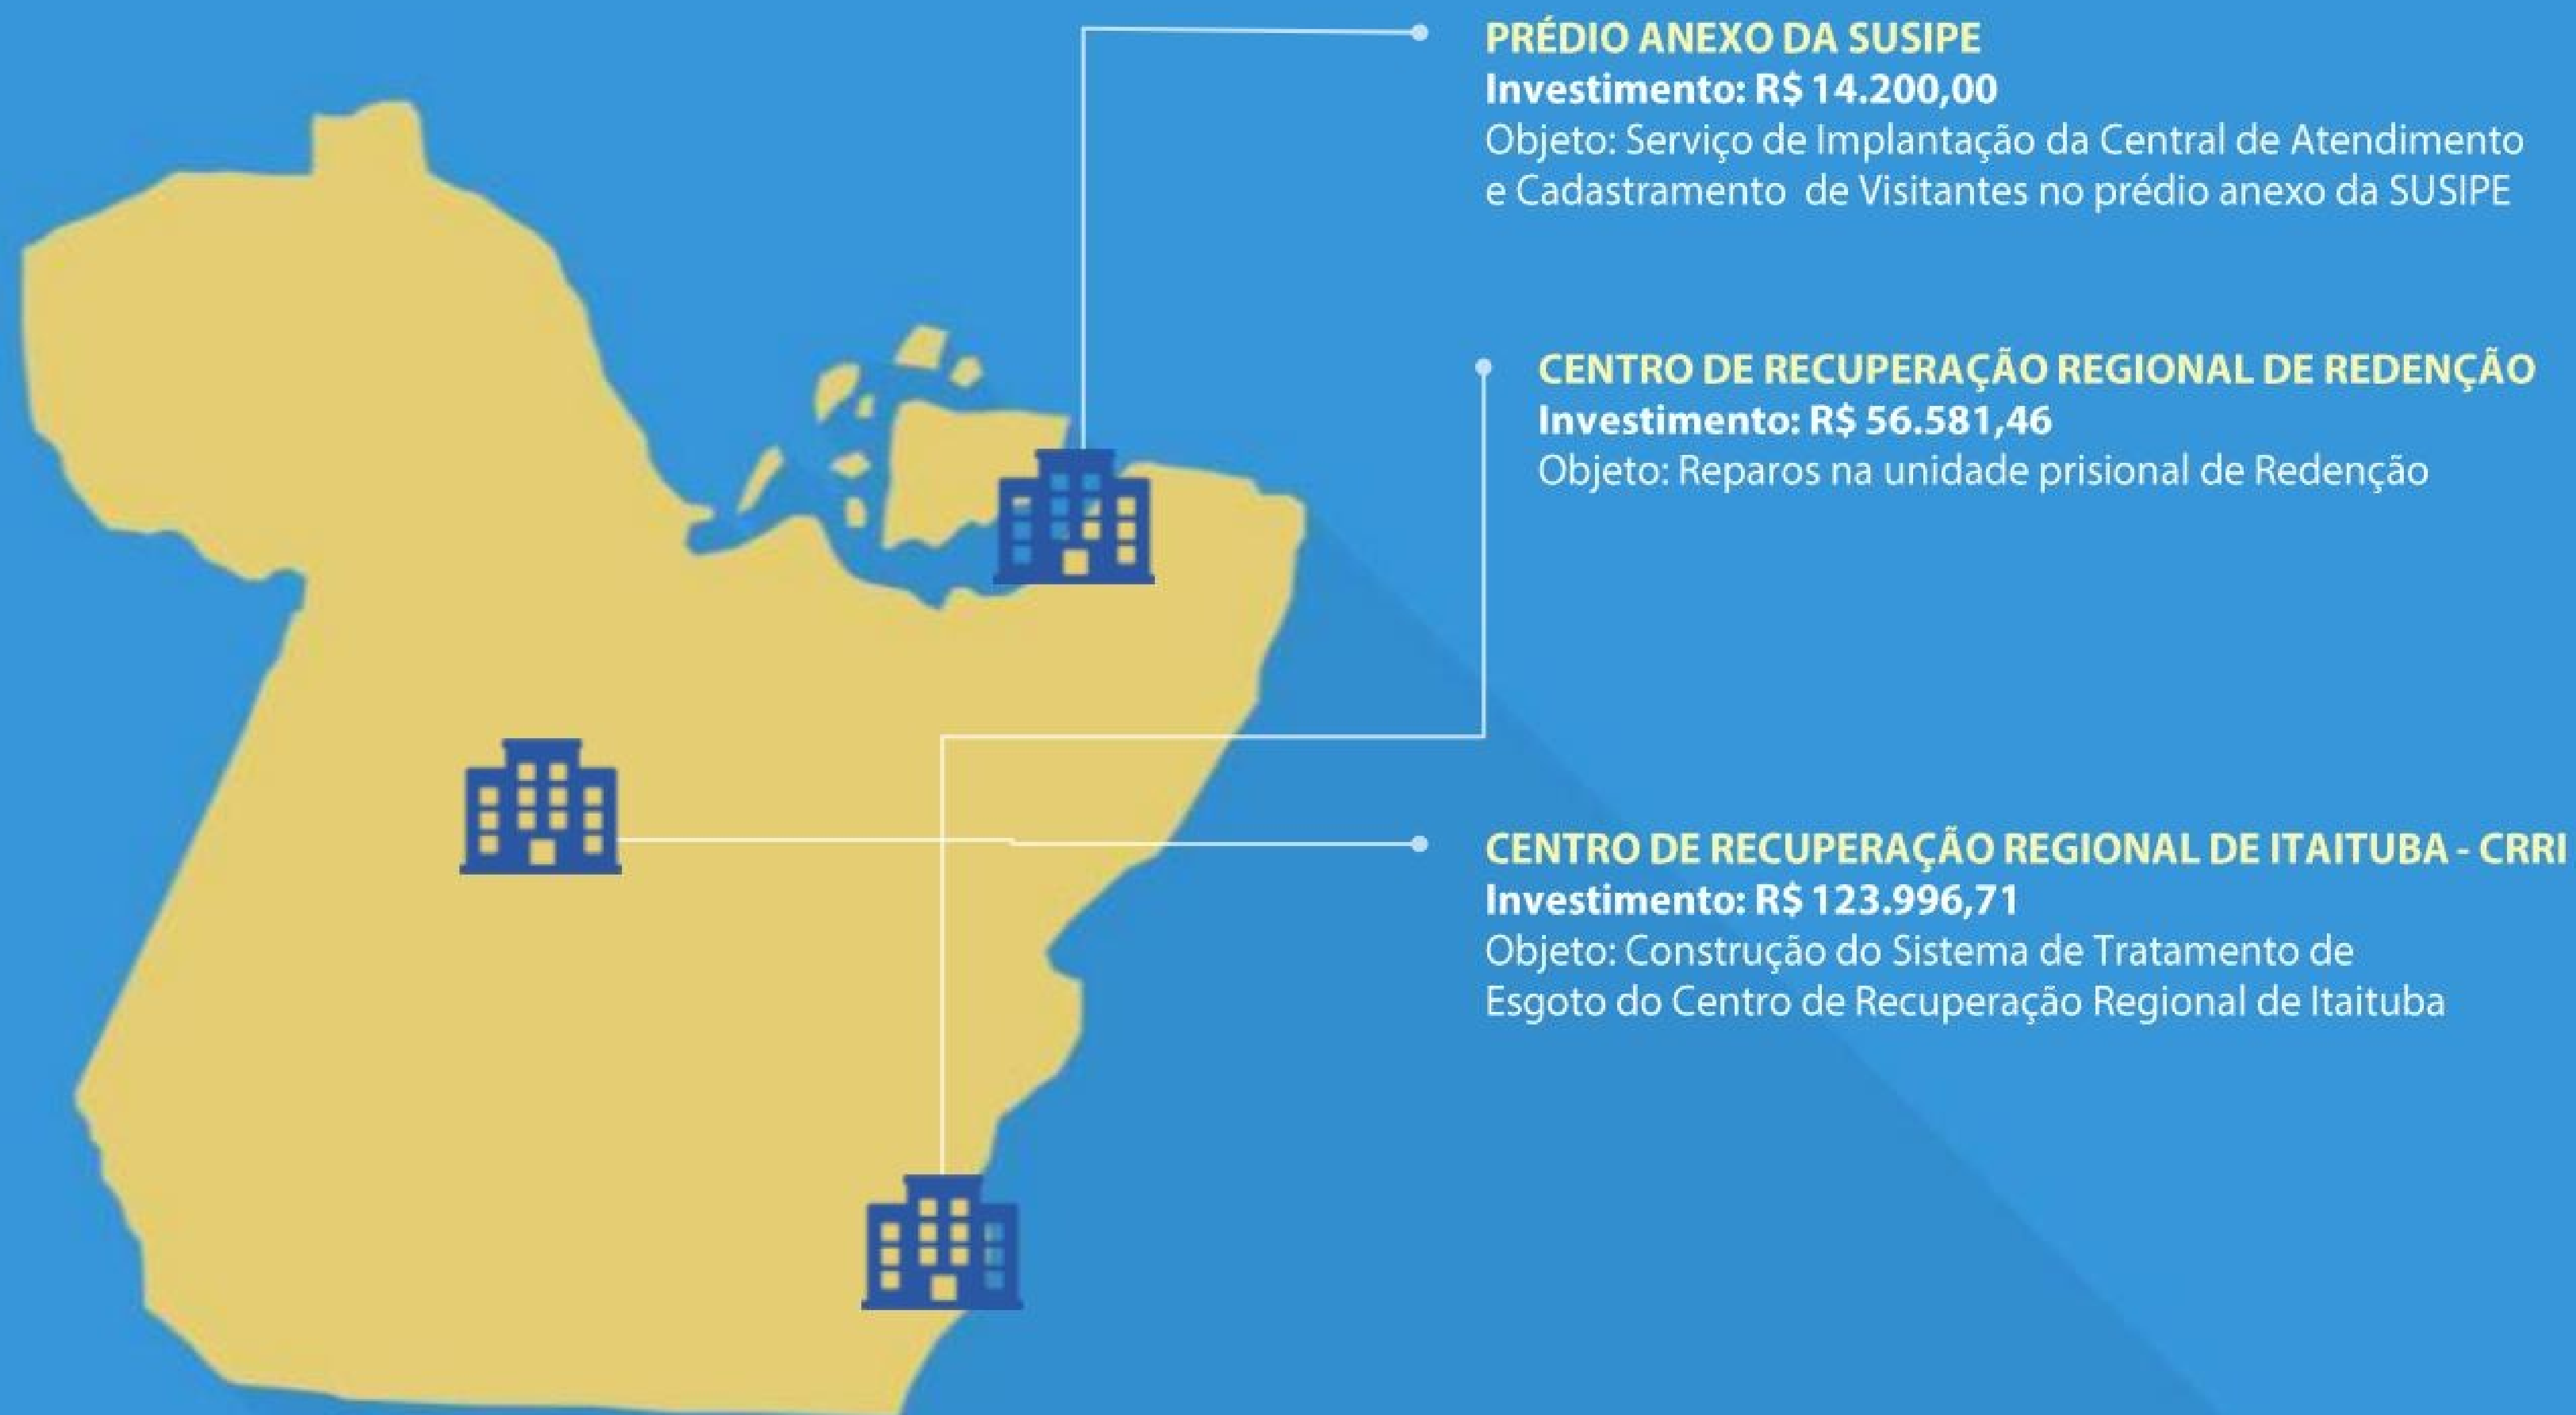 PRÉDIO ANEXO DA SUSIPE
Investimento: R$ 14.200,00
Objeto: Serviço de Implantação da Central de Atendimento
e Cadastramento de Visitantes no prédio anexo da SUSIPE
CENTRO DE RECUPERAÇÃO REGIONAL DE REDENÇÃO
Investimento: R$ 56.581,46
Objeto: Reparos na unidade prisional de Redenção
CENTRO DE RECUPERAÇÃO REGIONAL DE ITAITUBA - CRRI
Investimento: R$ 123.996,71
Objeto: Construção do Sistema de Tratamento de
Esgoto do Centro de Recuperação Regional de Itaituba